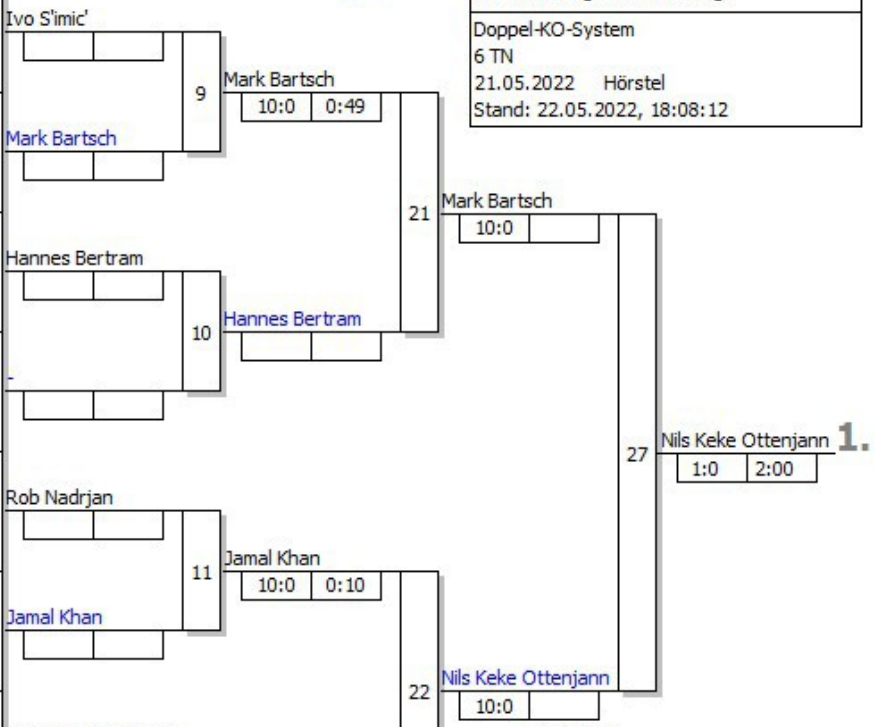 Ivo S'imic'
Doppel-KO-System
6 TN
21.05.2022 Hörstel
Stand: 22.05.2022, 18:08:12
9
Mark Bartsch
10:0 0:49
Mark Bartsch
21
Mark Bartsch
10:0
Hannes Bertram
10
Hannes Bertram
-
27
Nils Keke Ottenjann 1.
1:0 2:00
Rob Nadrjan
11
Jamal Khan
10:0 0:10
Jamal Khan
22
Nils Keke Ottenjann
10:0